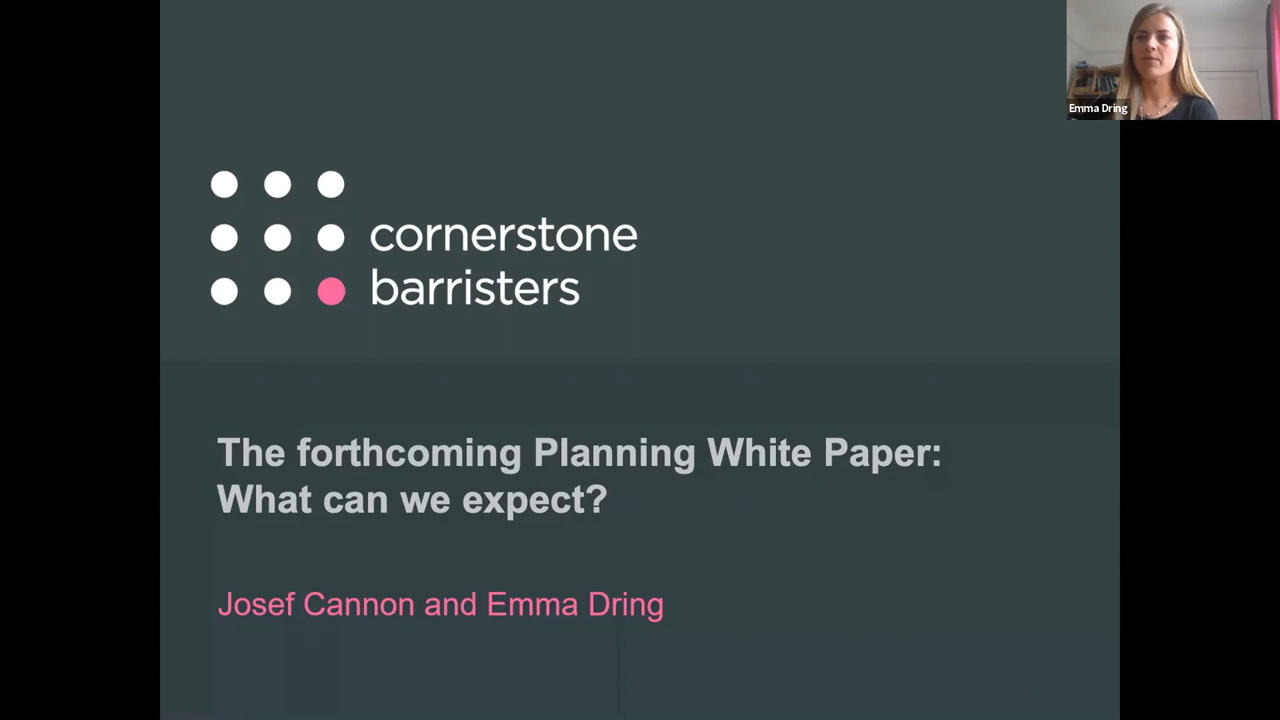 cornerstone
barristers
The forthcoming Planning White Paper:
What can we expect?
Josef Cannon and Emma Dring
Emma Dring